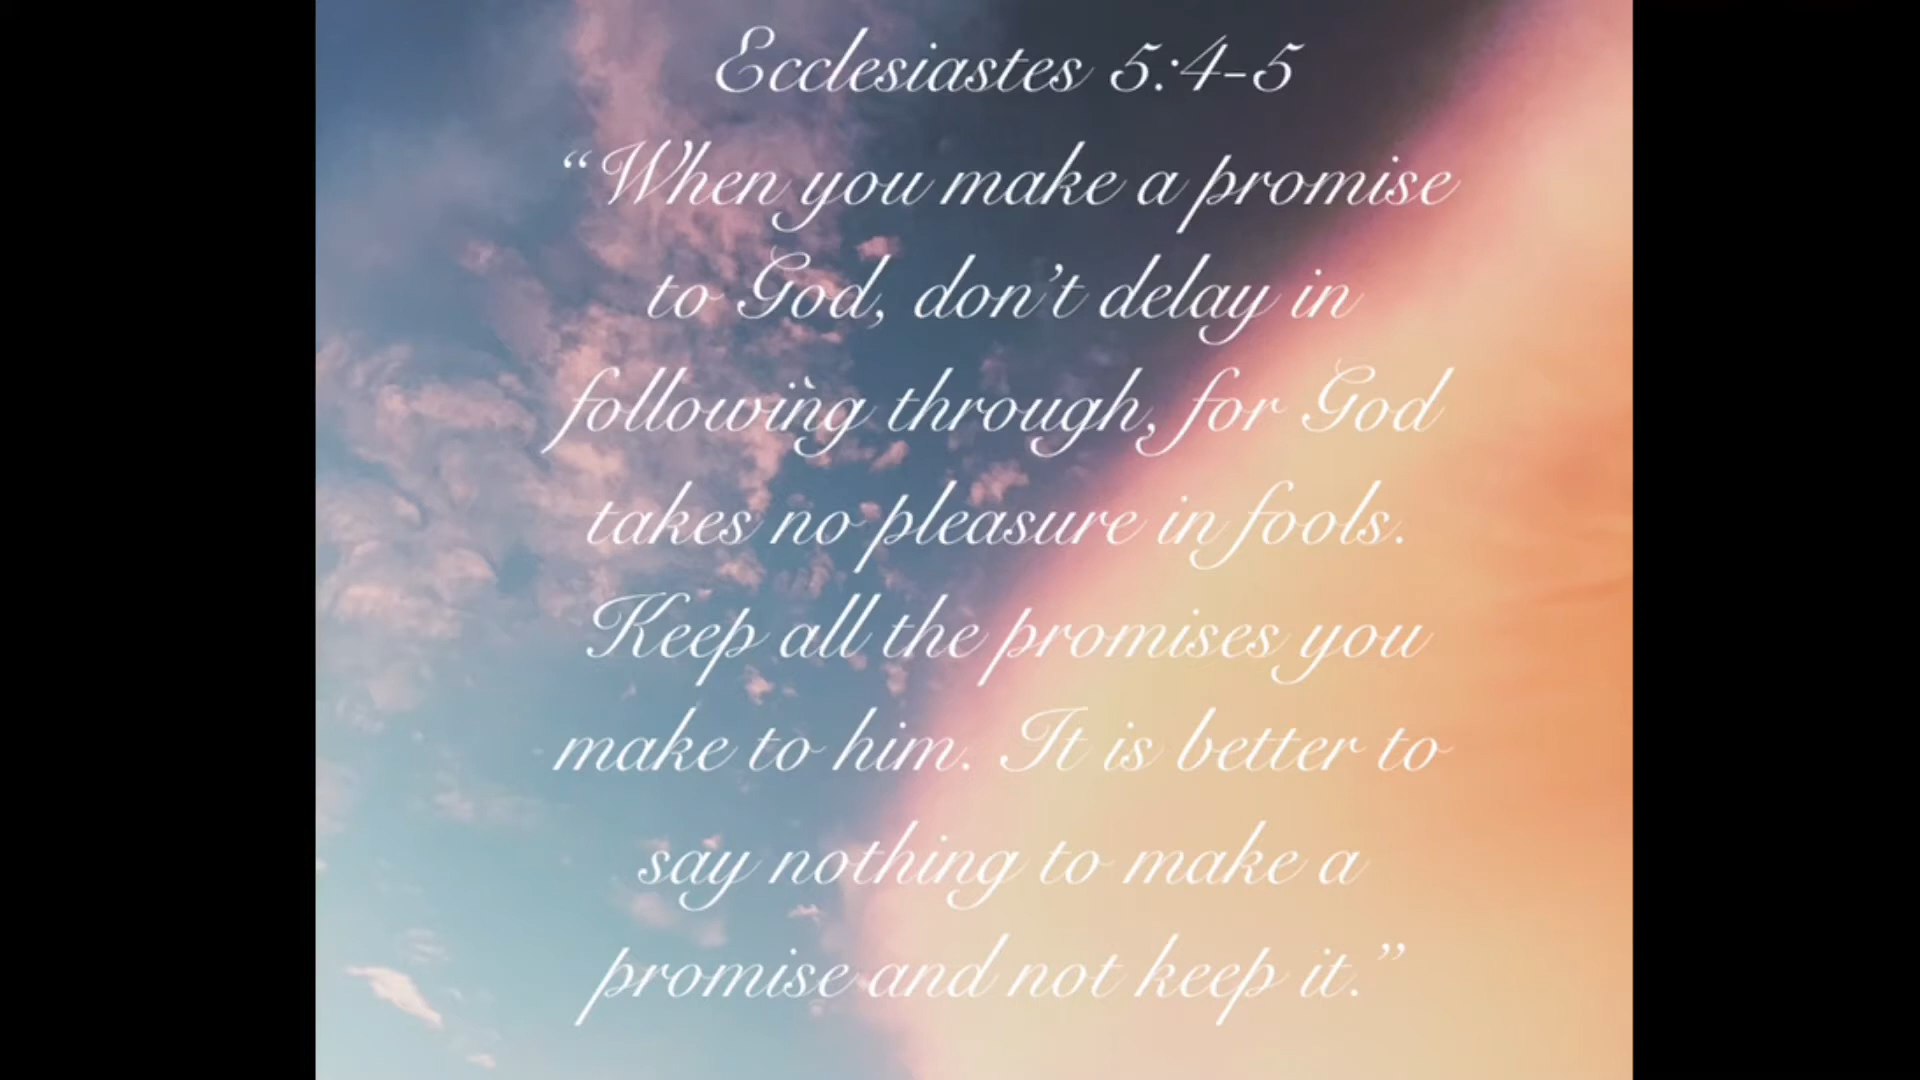 Ecclesiastes 5:4-5
“When you make a promise
to God, don’t delay in
following through, for God
takes no pleasure in fools.
Keep all the promises you
make to him. It is better to
say nothing to make a
promise and not keep it.”